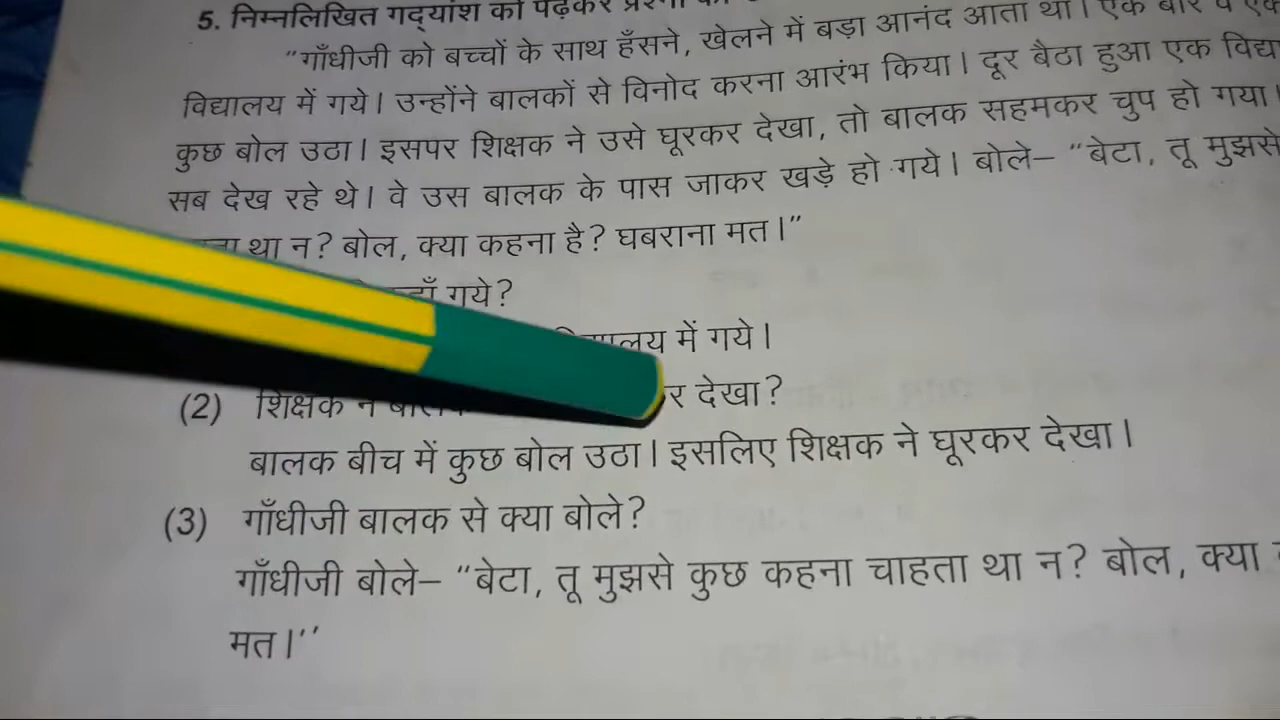 5. निम्नलिखित गद्यांश को पढ़कर
“गाँधीजी को बच्चों के साथ हँसने, खेलने में बड़ा आनंद आता था। एक बार वे
विद्यालय में गये। उन्होंने बालकों से विनोद करना आरंभ किया। दूर बैठा हुआ एक
कुछ बोल उठा। इसपर शिक्षक ने उसे घूरकर देखा, तो बालक सहमकर चुप हो गया।
सब देख रहे थे। वे उस बालक के पास जाकर खड़े हो गये। बोले– “बेटा, तू मुझसे
था न? बोल, क्या कहना है? घबराना मत।”
गये?
में गये।
(2) शिक्षक ने देखा?
बालक बीच में कुछ बोल उठा। इसलिए शिक्षक ने घूरकर देखा।
(3) गाँधीजी बालक से क्या बोले?
गाँधीजी बोले– “बेटा, तू मुझसे कुछ कहना चाहता था न? बोल, क्या
मत।’’